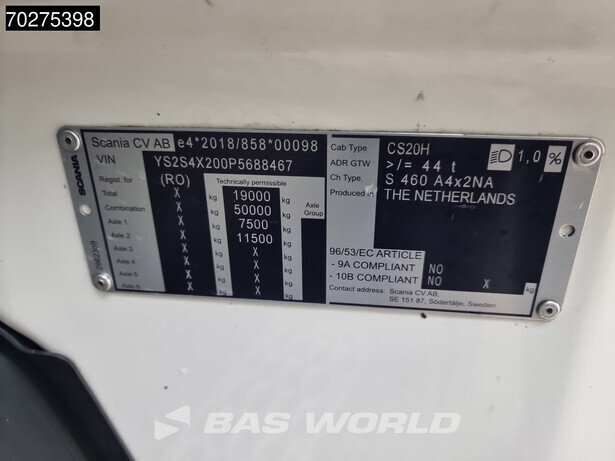 70275398
SCANIA
2962309
Scania CV AB e4*2018/858*00098
VIN YS2S4X200P5688467
Regist. for (RO) Technically permissible
Total X kg 19000 kg
Combination X kg 50000 kg Axle Group
Axle 1 X kg 7500 kg
Axle 2 X kg 11500 kg
Axle 3 X kg X kg
Axle 4 X kg X kg
Axle 5 X kg X kg
Axle 6 X kg X kg
Cab Type CS20H 1,0 %
ADR GTW >/= 44 t
Ch. Type S 460 A4x2NA
Produced in THE NETHERLANDS
96/53/EC ARTICLE
- 9A COMPLIANT NO
- 10B COMPLIANT NO X kg
Contact address: Scania CV AB,
SE 151 87, Södertälje, Sweden
BAS WORLD